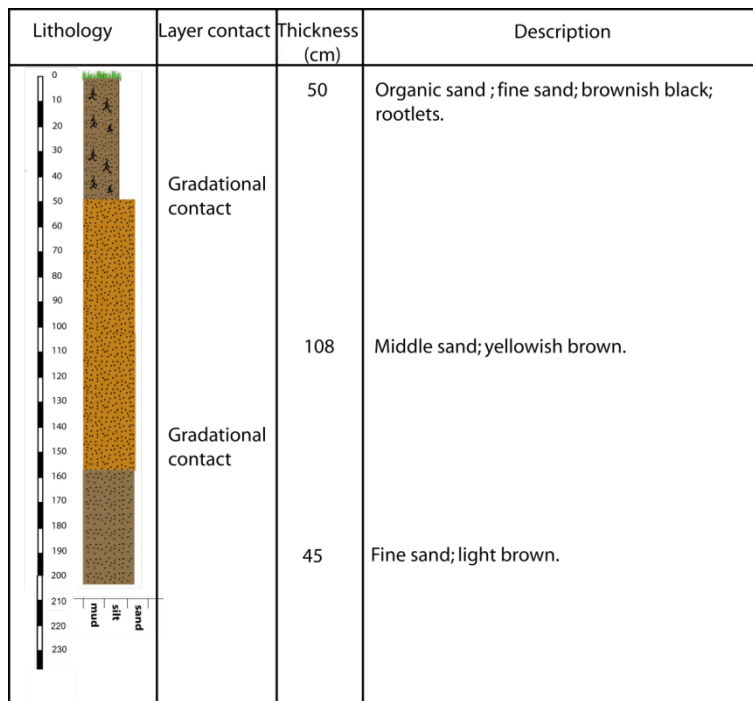 Lithology
Layer contact
Thickness
(cm)
Description
0
10
20
30
40
50
60
70
80
90
100
110
120
130
140
150
160
170
180
190
200
210
220
230
mud
silt
sand
Gradational
contact
Gradational
contact
50
108
45
Organic sand ; fine sand; brownish black;
rootlets.
Middle sand; yellowish brown.
Fine sand; light brown.